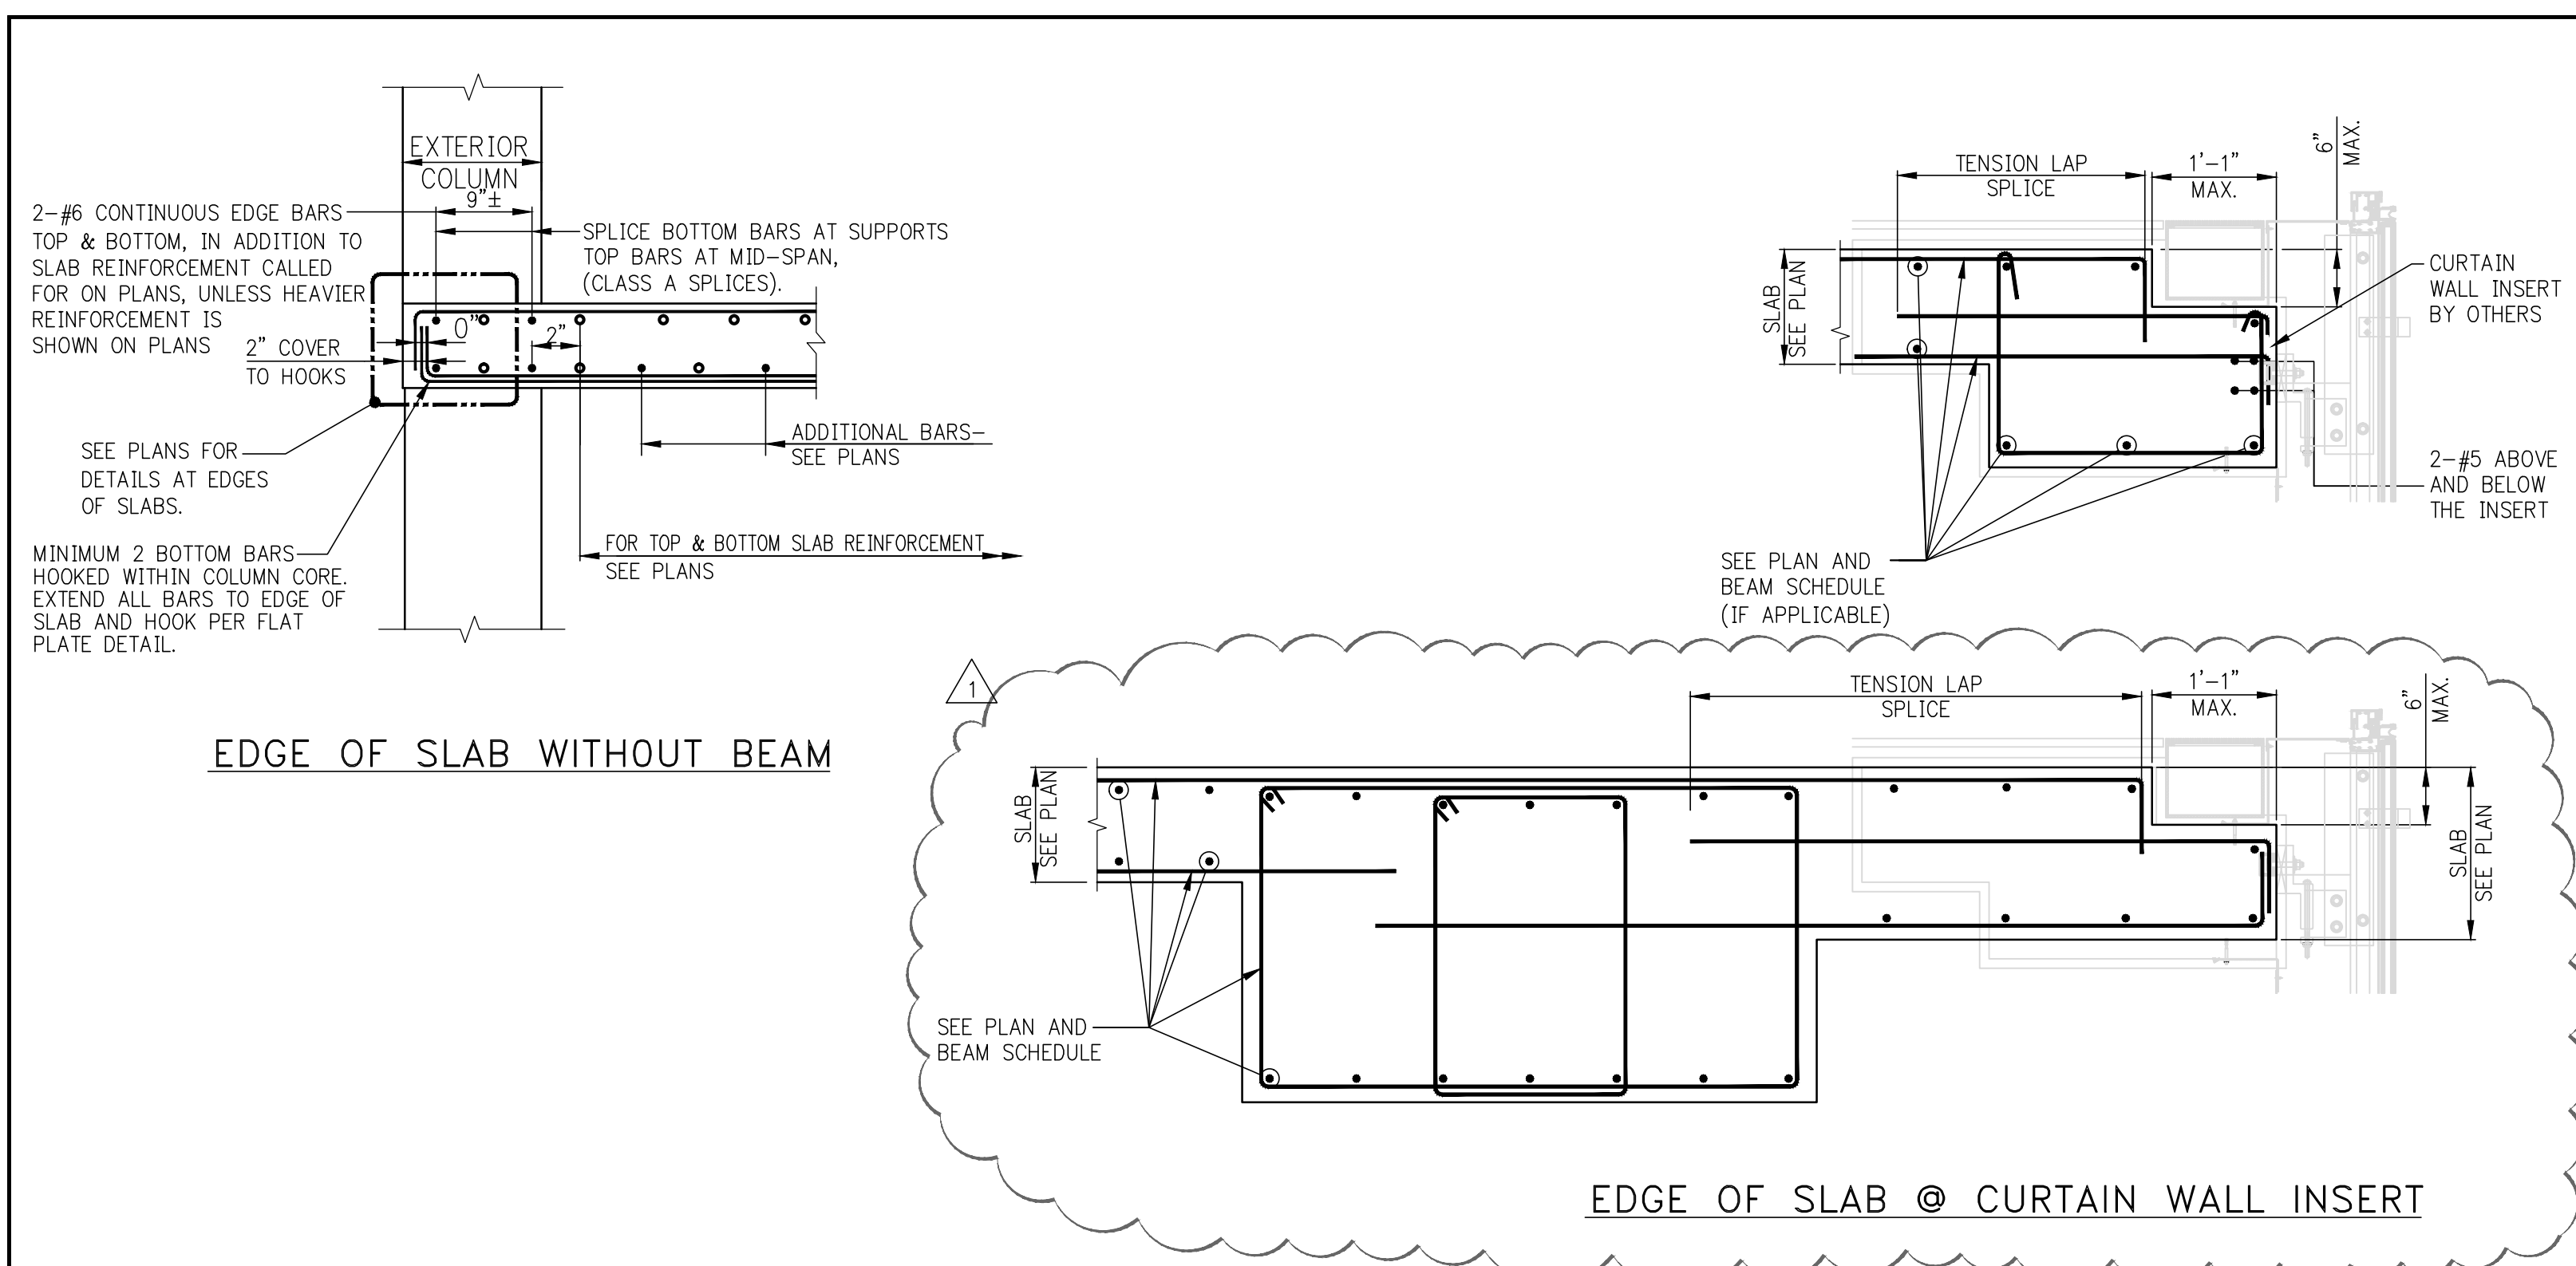 EXTERIOR
COLUMN
9"±
2-#6 CONTINUOUS EDGE BARS
TOP & BOTTOM, IN ADDITION TO
SLAB REINFORCEMENT CALLED
FOR ON PLANS, UNLESS HEAVIER
REINFORCEMENT IS
SHOWN ON PLANS
SPLICE BOTTOM BARS AT SUPPORTS
TOP BARS AT MID-SPAN,
(CLASS A SPLICES).
0"
2"
2" COVER
TO HOOKS
SEE PLANS FOR
DETAILS AT EDGES
OF SLABS.
ADDITIONAL BARS-
SEE PLANS
MINIMUM 2 BOTTOM BARS
HOOKED WITHIN COLUMN CORE.
EXTEND ALL BARS TO EDGE OF
SLAB AND HOOK PER FLAT
PLATE DETAIL.
FOR TOP & BOTTOM SLAB REINFORCEMENT
SEE PLANS
EDGE OF SLAB WITHOUT BEAM
TENSION LAP
SPLICE
1'-1"
MAX.
6"
MAX.
SLAB
SEE PLAN
CURTAIN
WALL INSERT
BY OTHERS
2-#5 ABOVE
AND BELOW
THE INSERT
SEE PLAN AND
BEAM SCHEDULE
(IF APPLICABLE)
1
TENSION LAP
SPLICE
1'-1"
MAX.
6"
MAX.
SLAB
SEE PLAN
SLAB
SEE PLAN
SEE PLAN AND
BEAM SCHEDULE
EDGE OF SLAB @ CURTAIN WALL INSERT